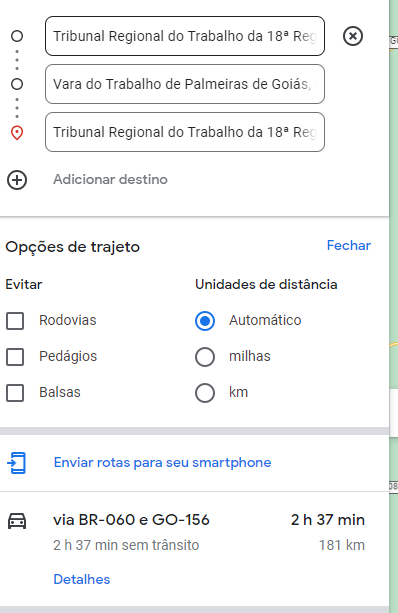 Tribunal Regional do Trabalho da 18ª Reg
Vara do Trabalho de Palmeiras de Goiás,
Tribunal Regional do Trabalho da 18ª Reg
Adicionar destino
Opções de trajeto
Fechar
Evitar
Unidades de distância
Rodovias
Automático
Pedágios
milhas
Balsas
km
Enviar rotas para seu smartphone
via BR-060 e GO-156
2 h 37 min
2 h 37 min sem trânsito
181 km
Detalhes